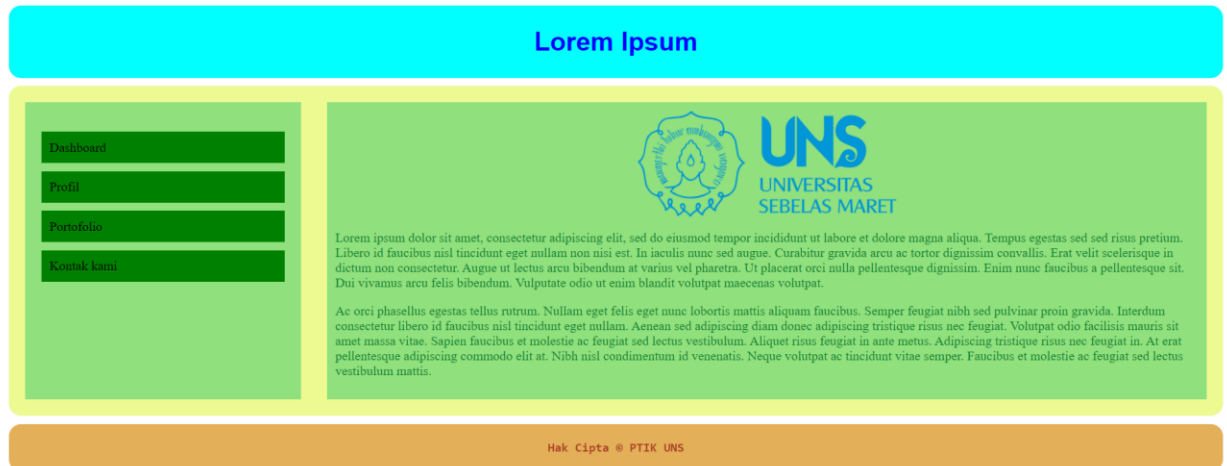 Lorem Ipsum
Dashboard
Profil
Portofolio
Kontak kami
UNS
UNIVERSITAS
SEBELAS MARET
Lorem ipsum dolor sit amet, consectetur adipiscing elit, sed do eiusmod tempor incididunt ut labore et dolore magna aliqua. Tempus egestas sed sed risus pretium.
Libero id faucibus nisl tincidunt eget nullam non nisi est. In iaculis nunc sed augue. Curabitur gravida arcu ac tortor dignissim convallis. Erat velit scelerisque in
dictum non consectetur. Augue ut lectus arcu bibendum at varius vel pharetra. Ut placerat orci nulla pellentesque dignissim. Enim nunc faucibus a pellentesque sit.
Dui vivamus arcu felis bibendum. Vulputate odio ut enim blandit volutpat maecenas volutpat.
Ac orci phasellus egestas tellus rutrum. Nullam eget felis eget nunc lobortis mattis aliquam faucibus. Semper feugiat nibh sed pulvinar proin gravida. Interdum
consectetur libero id faucibus nisl tincidunt eget nullam. Aenean sed adipiscing diam donec adipiscing tristique risus nec feugiat. Volutpat odio facilisis mauris sit
amet massa vitae. Sapien faucibus et molestie ac feugiat sed lectus vestibulum. Aliquet risus feugiat in ante metus. Adipiscing tristique risus nec feugiat in. At erat
pellentesque adipiscing commodo elit at. Nibh nisl condimentum id venenatis. Neque volutpat ac tincidunt vitae semper. Faucibus et molestie ac feugiat sed lectus
vestibulum mattis.
Hak Cipta © PTIK UNS